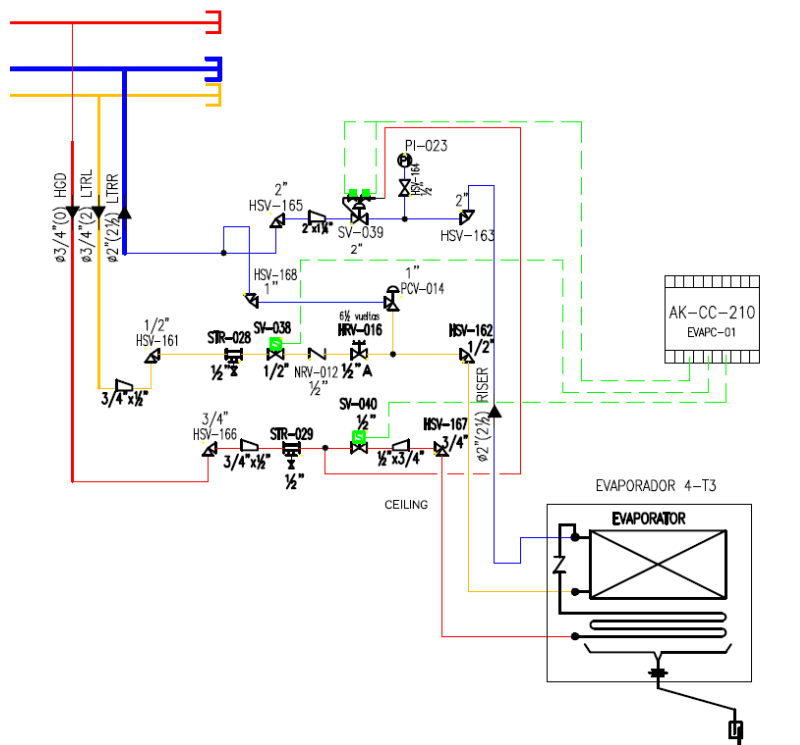 PI-023
HSV-164
½"
2"
HSV-165
2"x1¼"
SV-039
2"
2"
HSV-163
ø3/4"(0) HGD
ø3/4"(2) LTRL
ø2"(2½) LTRR
HSV-168
1"
1"
PCV-014
AK-CC-210
EVAPC-01
1/2"
HSV-161
STR-028
½"
SV-038
1/2"
NRV-012
½"
6½ vueltas
HRV-016
½" A
HSV-162
1/2"
3/4"x½"
ø2"(2½) RISER
3/4"
HSV-166
3/4"x½"
STR-029
½"
SV-040
½"
½"x3/4"
HSV-167
3/4"
CEILING
EVAPORADOR 4-T3
EVAPORATOR
S
S
PI